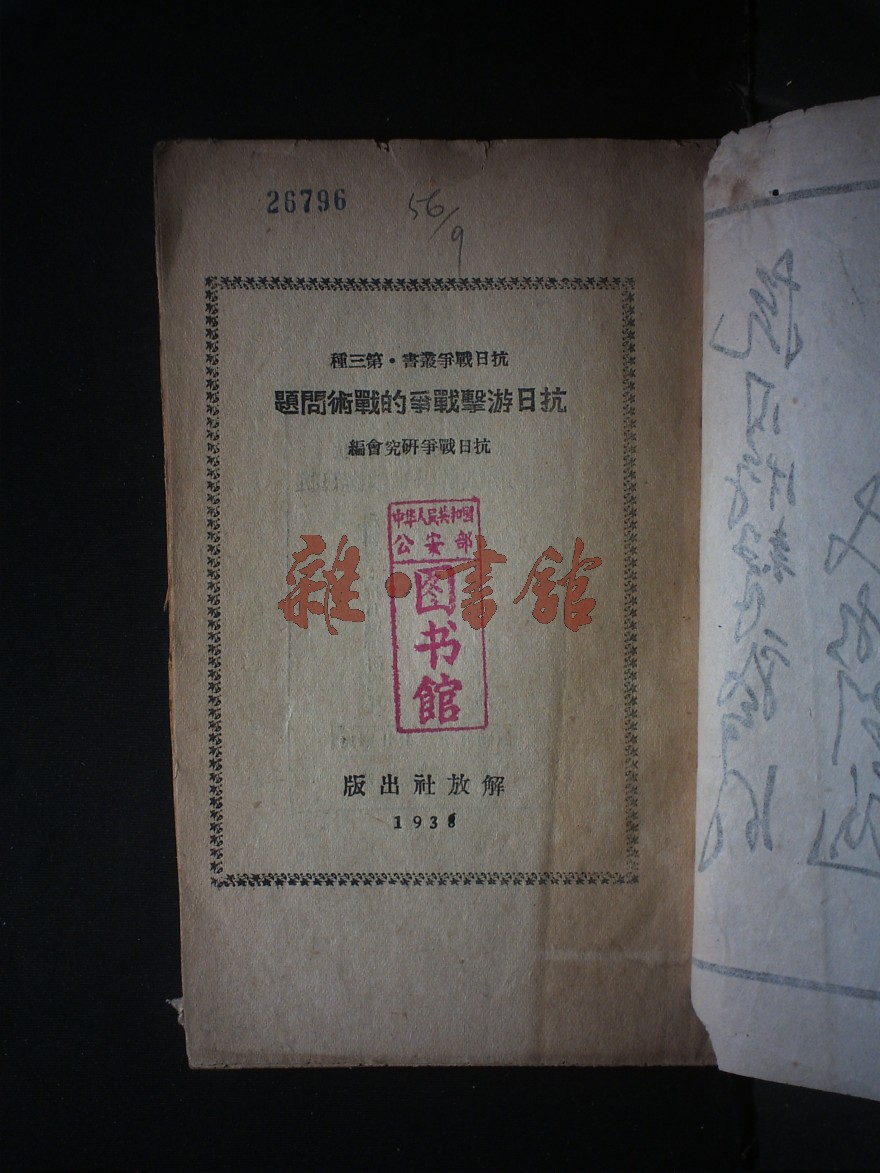 26796
56/9
抗日戰爭叢書·第三種
抗日游擊戰爭的戰術問題
抗日戰爭研究會編
中华人民共和國
公安部
图书馆
雜·書館
解放社出版
1938